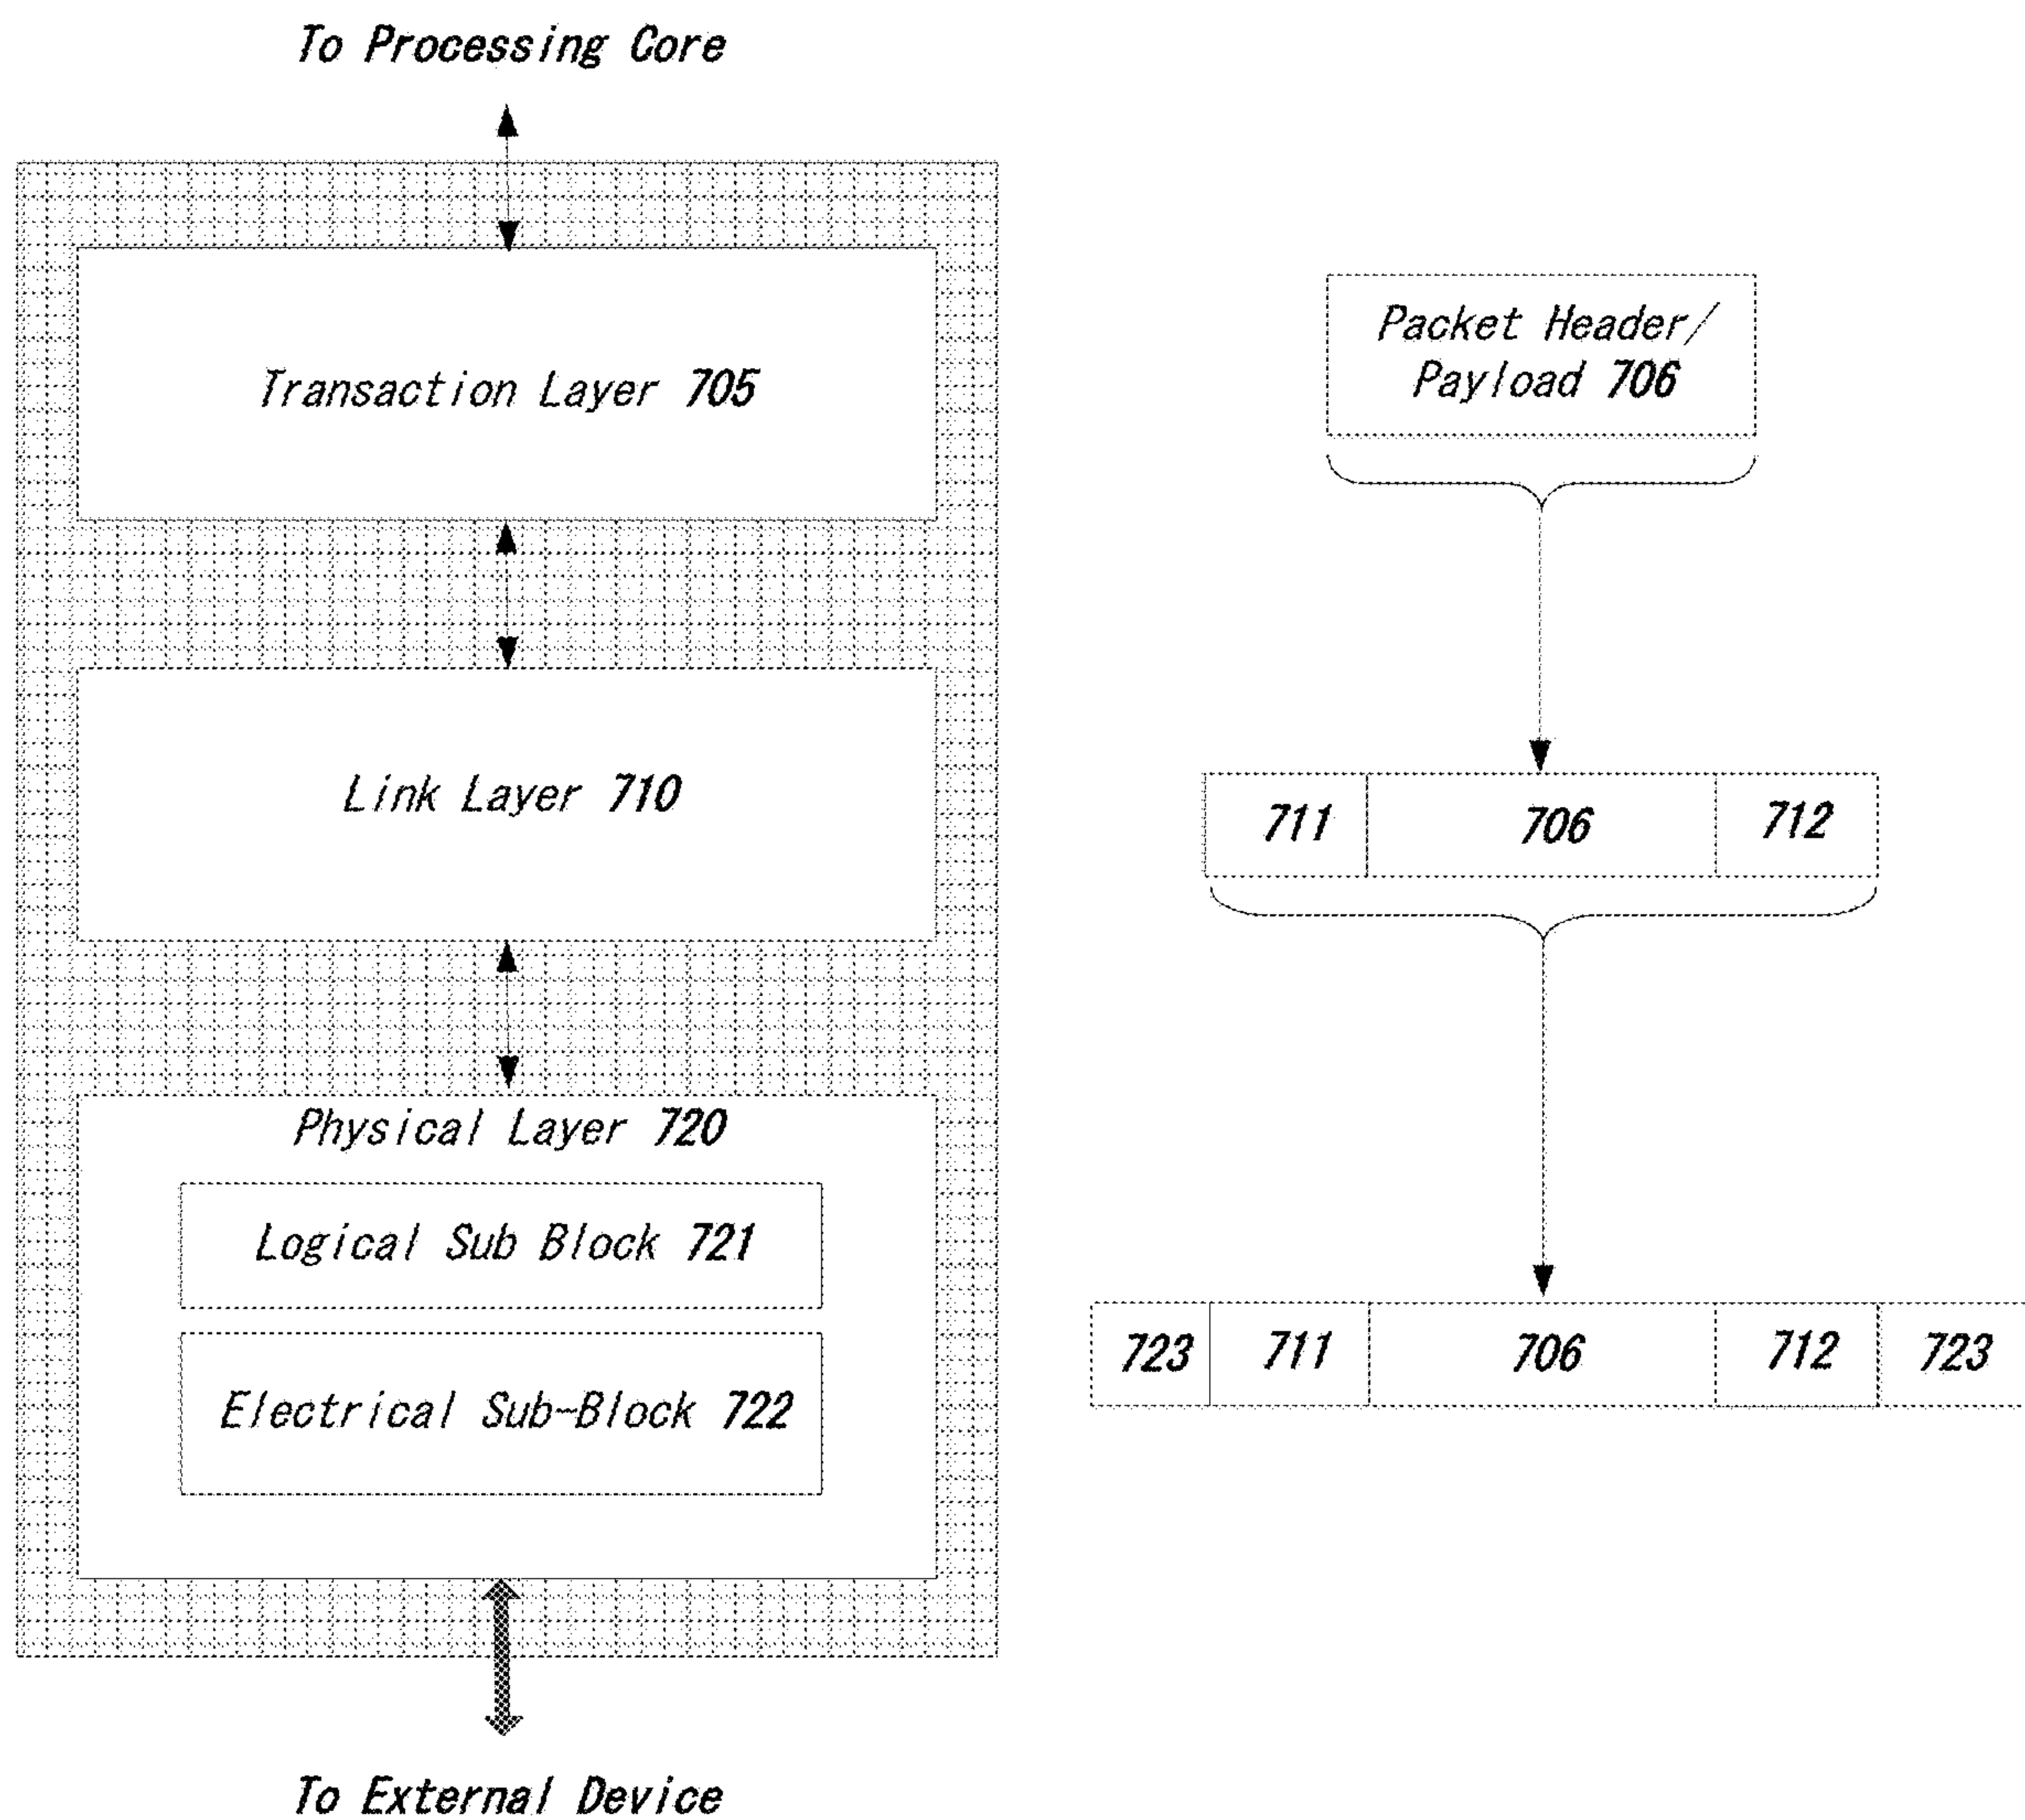 To Processing Core
Transaction Layer 705
Link Layer 710
Physical Layer 720
Logical Sub Block 721
Electrical Sub-Block 722
To External Device
Packet Header/
Payload 706
711 706 712
723 711 706 712 723